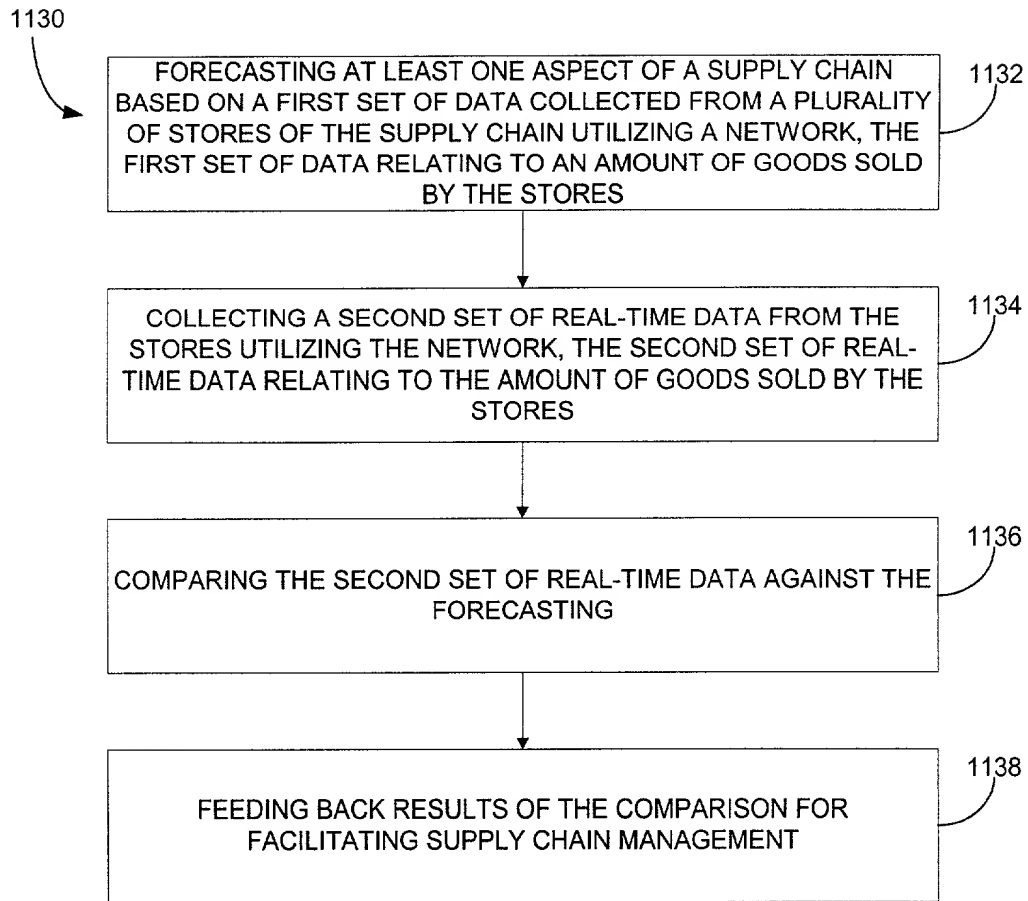 1130
FORECASTING AT LEAST ONE ASPECT OF A SUPPLY CHAIN
BASED ON A FIRST SET OF DATA COLLECTED FROM A PLURALITY
OF STORES OF THE SUPPLY CHAIN UTILIZING A NETWORK, THE
FIRST SET OF DATA RELATING TO AN AMOUNT OF GOODS SOLD
BY THE STORES
1132
COLLECTING A SECOND SET OF REAL-TIME DATA FROM THE
STORES UTILIZING THE NETWORK, THE SECOND SET OF REAL-
TIME DATA RELATING TO THE AMOUNT OF GOODS SOLD BY THE
STORES
1134
COMPARING THE SECOND SET OF REAL-TIME DATA AGAINST THE
FORECASTING
1136
FEEDING BACK RESULTS OF THE COMPARISON FOR
FACILITATING SUPPLY CHAIN MANAGEMENT
1138